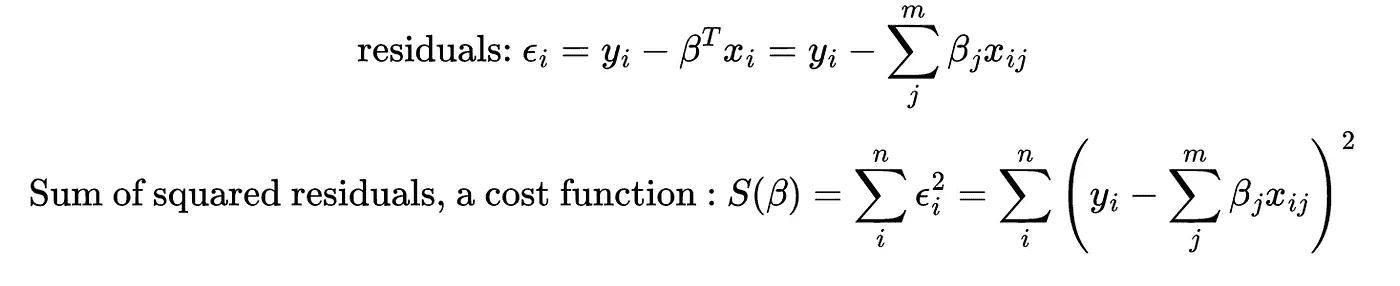 residuals: ϵᵢ = yᵢ − βᵀxᵢ = yᵢ − ∑ⱼᵐ βⱼxᵢⱼ
Sum of squared residuals, a cost function : S(β) = ∑ᵢⁿ ϵᵢ² = ∑ᵢⁿ (yᵢ − ∑ⱼᵐ βⱼxᵢⱼ)²